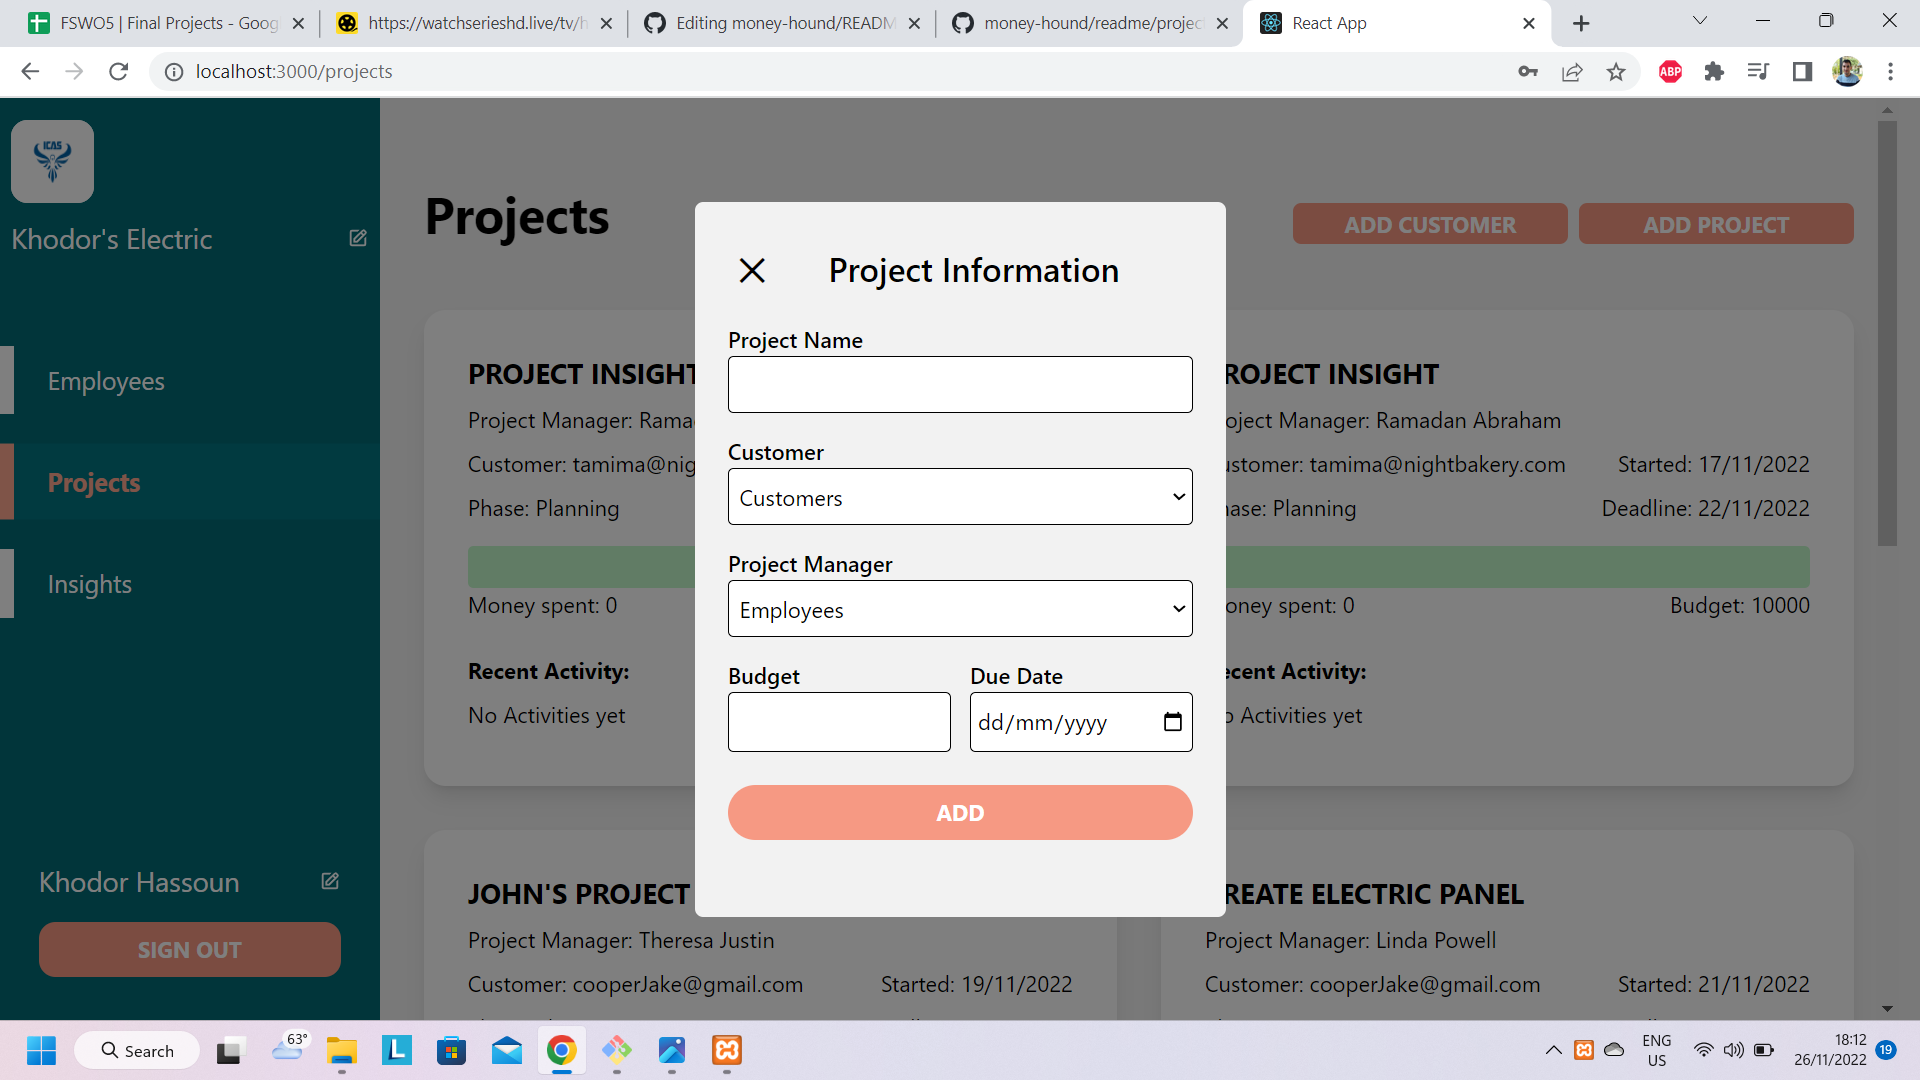 FSWO5 | Final Projects - Goog
https://watchserieshd.live/tv/h
Editing money-hound/READM
money-hound/readme/project
React App
localhost:3000/projects
ABP
ICAS
Khodor's Electric
Employees
Projects
Insights
Khodor Hassoun
SIGN OUT
Projects
ADD CUSTOMER
ADD PROJECT
PROJECT INSIGHT
Project Manager: Rama
Customer: tamima@nig
Phase: Planning
Money spent: 0
Recent Activity:
No Activities yet
ROJECT INSIGHT
oject Manager: Ramadan Abraham
ustomer: tamima@nightbakery.com
Started: 17/11/2022
hase: Planning
Deadline: 22/11/2022
oney spent: 0
Budget: 10000
ecent Activity:
o Activities yet
Project Information
Project Name
Customer
Customers
Project Manager
Employees
Budget
Due Date
dd/mm/yyyy
ADD
JOHN'S PROJECT
Project Manager: Theresa Justin
Customer: cooperJake@gmail.com
Started: 19/11/2022
REATE ELECTRIC PANEL
Project Manager: Linda Powell
Customer: cooperJake@gmail.com
Started: 21/11/2022
Search
63°
L
ENG
US
18:12
26/11/2022
19